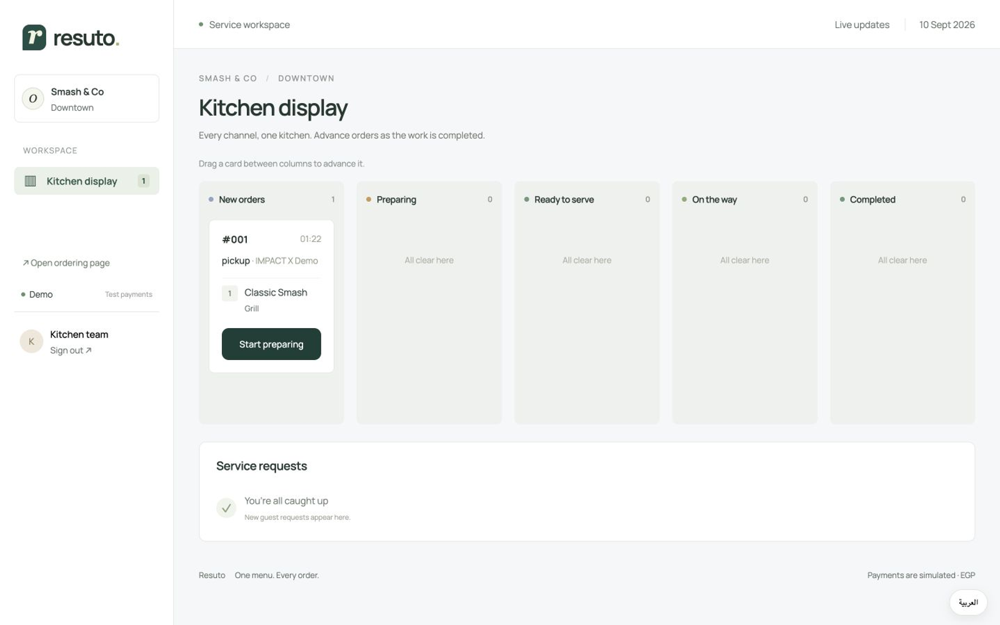 resuto.
Smash & Co
Downtown
WORKSPACE
Kitchen display 1
↗ Open ordering page
Demo Test payments
K
Kitchen team
Sign out ↗
Service workspace
Live updates 10 Sept 2026
SMASH & CO / DOWNTOWN
Kitchen display
Every channel, one kitchen. Advance orders as the work is completed.
Drag a card between columns to advance it.
New orders 1
#001 01:22
pickup · IMPACT X Demo
1 Classic Smash
Grill
Start preparing
Preparing 0
All clear here
Ready to serve 0
All clear here
On the way 0
All clear here
Completed 0
All clear here
Service requests
You're all caught up
New guest requests appear here.
Resuto One menu. Every order.
Payments are simulated · EGP
العربية